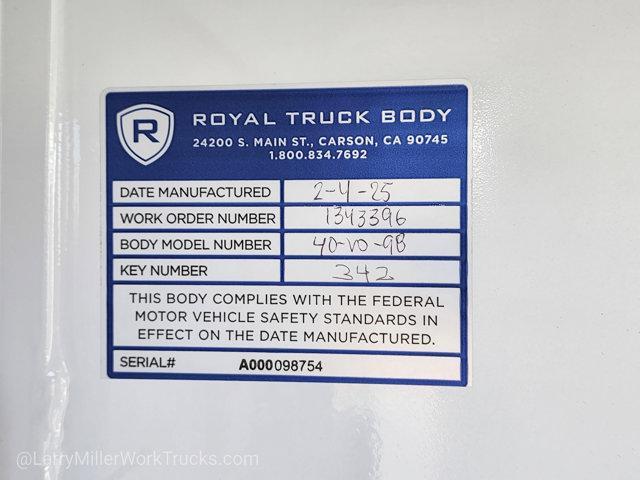 R
ROYAL TRUCK BODY
24200 S. MAIN ST., CARSON, CA 90745
1.800.834.7692
DATE MANUFACTURED 2-4-25
WORK ORDER NUMBER 1343396
BODY MODEL NUMBER 40-VO-98
KEY NUMBER 342
THIS BODY COMPLIES WITH THE FEDERAL
MOTOR VEHICLE SAFETY STANDARDS IN
EFFECT ON THE DATE MANUFACTURED.
SERIAL# A000098754
@LarryMillerWorkTrucks.com